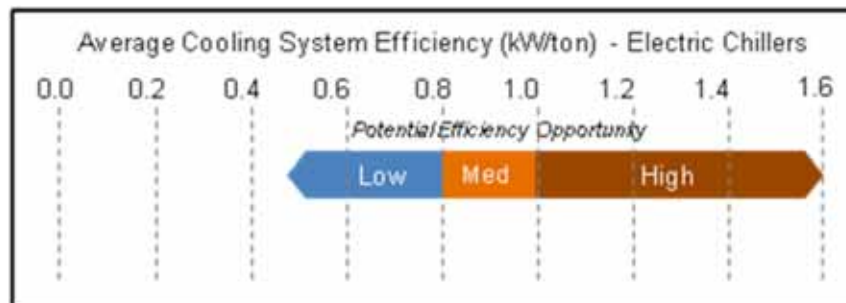 Average Cooling System Efficiency (kW/ton) - Electric Chillers
0.0 0.2 0.4 0.6 0.8 1.0 1.2 1.4 1.6
Potential Efficiency Opportunity
Low Med High